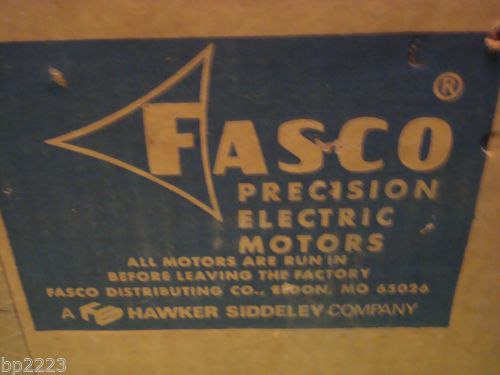 FASCO ®
PRECISION
ELECTRIC
MOTORS
ALL MOTORS ARE RUN IN
BEFORE LEAVING THE FACTORY
FASCO DISTRIBUTING CO., ELDON, MO 65026
A HAWKER SIDDELEY COMPANY
bp2223